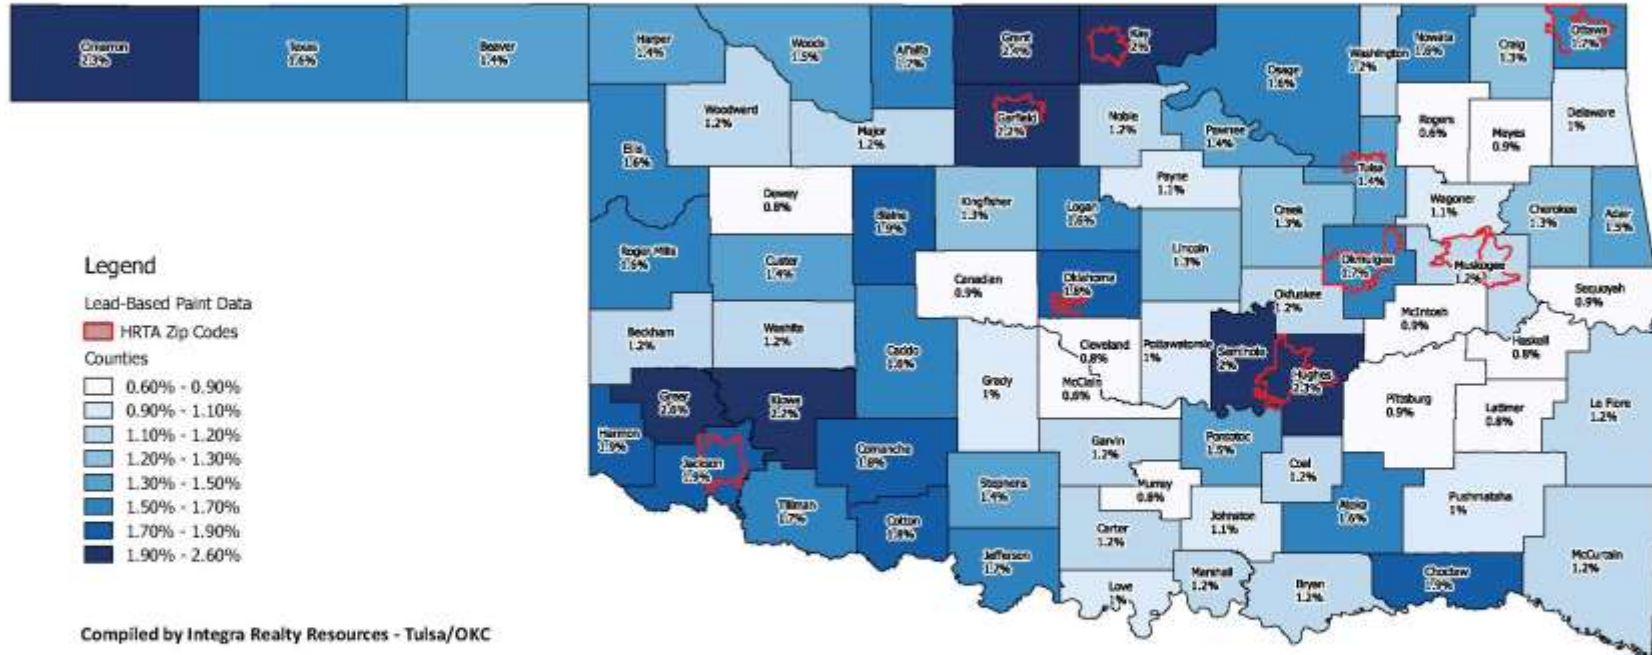 Cimarron
2.5%
Texas
1.6%
Beaver
1.4%
Harper
1.4%
Woods
1.5%
Alfalfa
1.7%
Grant
2.4%
Kay
2%
Osage
1.6%
Washington
1.2%
Nowata
1.6%
Craig
1.3%
Ottawa
1.7%
Woodward
1.2%
Major
1.2%
Garfield
2.2%
Noble
1.2%
Pawnee
1.4%
Rogers
0.6%
Mayes
0.9%
Delaware
1%
Ellis
1.6%
Dewey
0.8%
Blaine
1.9%
Kingfisher
1.3%
Logan
1.6%
Payne
1.1%
Creek
1.3%
Tulsa
1.4%
Wagoner
1.1%
Cherokee
1.3%
Adair
1.5%
Roger Mills
1.6%
Custer
1.4%
Canadian
0.9%
Oklahoma
1.8%
Lincoln
1.3%
Okfuskee
1.2%
Okmulgee
1.7%
Muskogee
1.2%
McIntosh
0.9%
Sequoyah
0.9%
Beckham
1.2%
Washita
1.2%
Caddo
1.6%
Grady
1%
Cleveland
0.8%
McClain
0.8%
Pottawatomie
1%
Seminole
2%
Hughes
2.3%
Pittsburg
0.9%
Haskell
0.8%
Latimer
0.8%
Le Flore
1.2%
Greer
2.6%
Kiowa
2.2%
Harmon
1.9%
Jackson
1.9%
Comanche
1.8%
Tillman
1.7%
Cotton
1.8%
Stephens
1.4%
Jefferson
1.7%
Garvin
1.2%
Murray
0.8%
Carter
1.2%
Love
1%
Pontotoc
1.5%
Johnston
1.1%
Marshall
1.2%
Coal
1.2%
Atoka
1.6%
Bryan
1.2%
Pushmataha
1%
Choctaw
1.9%
McCurtain
1.2%
Legend
Lead-Based Paint Data
HRTA Zip Codes
Counties
0.60% - 0.90%
0.90% - 1.10%
1.10% - 1.20%
1.20% - 1.30%
1.30% - 1.50%
1.50% - 1.70%
1.70% - 1.90%
1.90% - 2.60%
Compiled by Integra Realty Resources - Tulsa/OKC